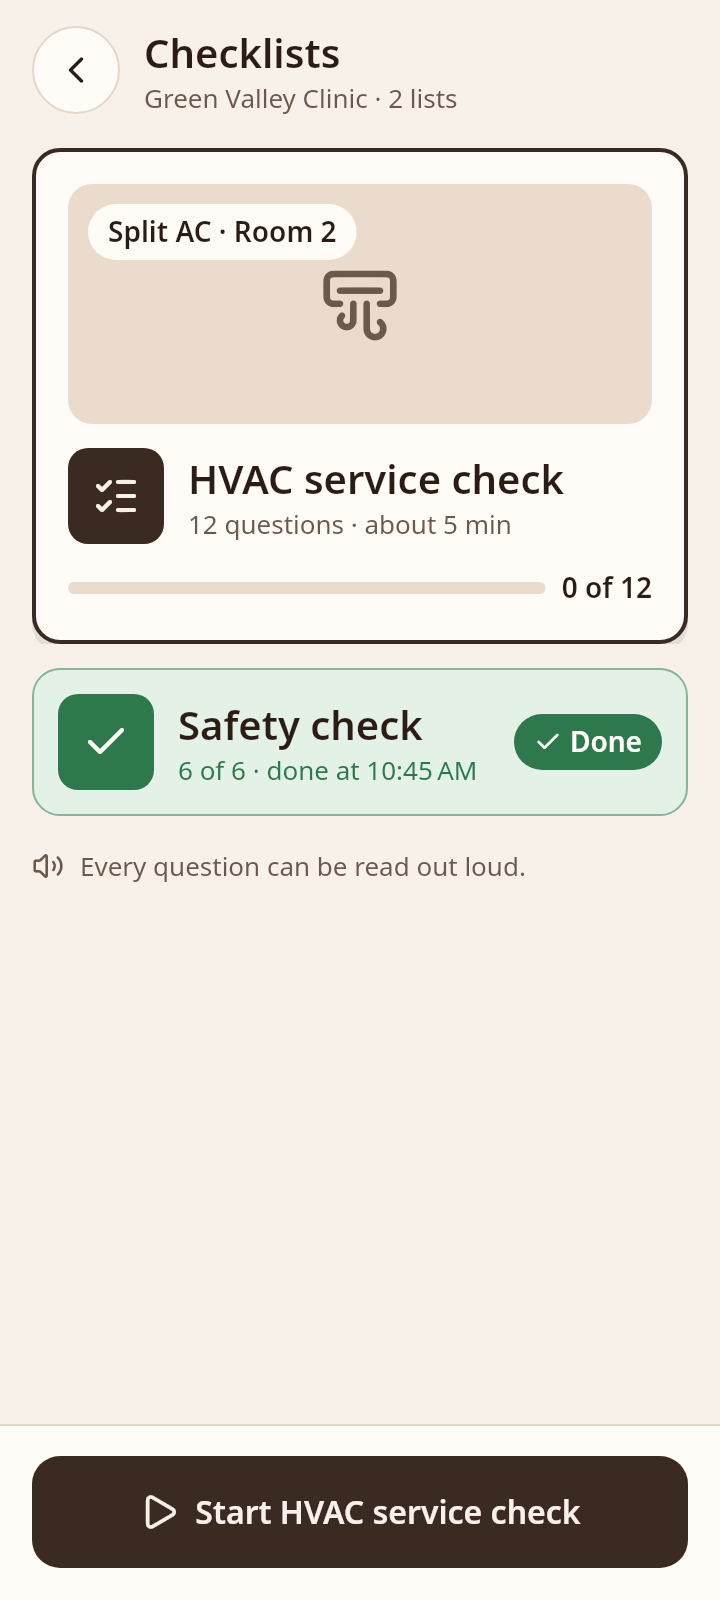 Checklists
Green Valley Clinic · 2 lists
Split AC · Room 2
HVAC service check
12 questions · about 5 min
0 of 12
Safety check
6 of 6 · done at 10:45 AM
Done
Every question can be read out loud.
Start HVAC service check